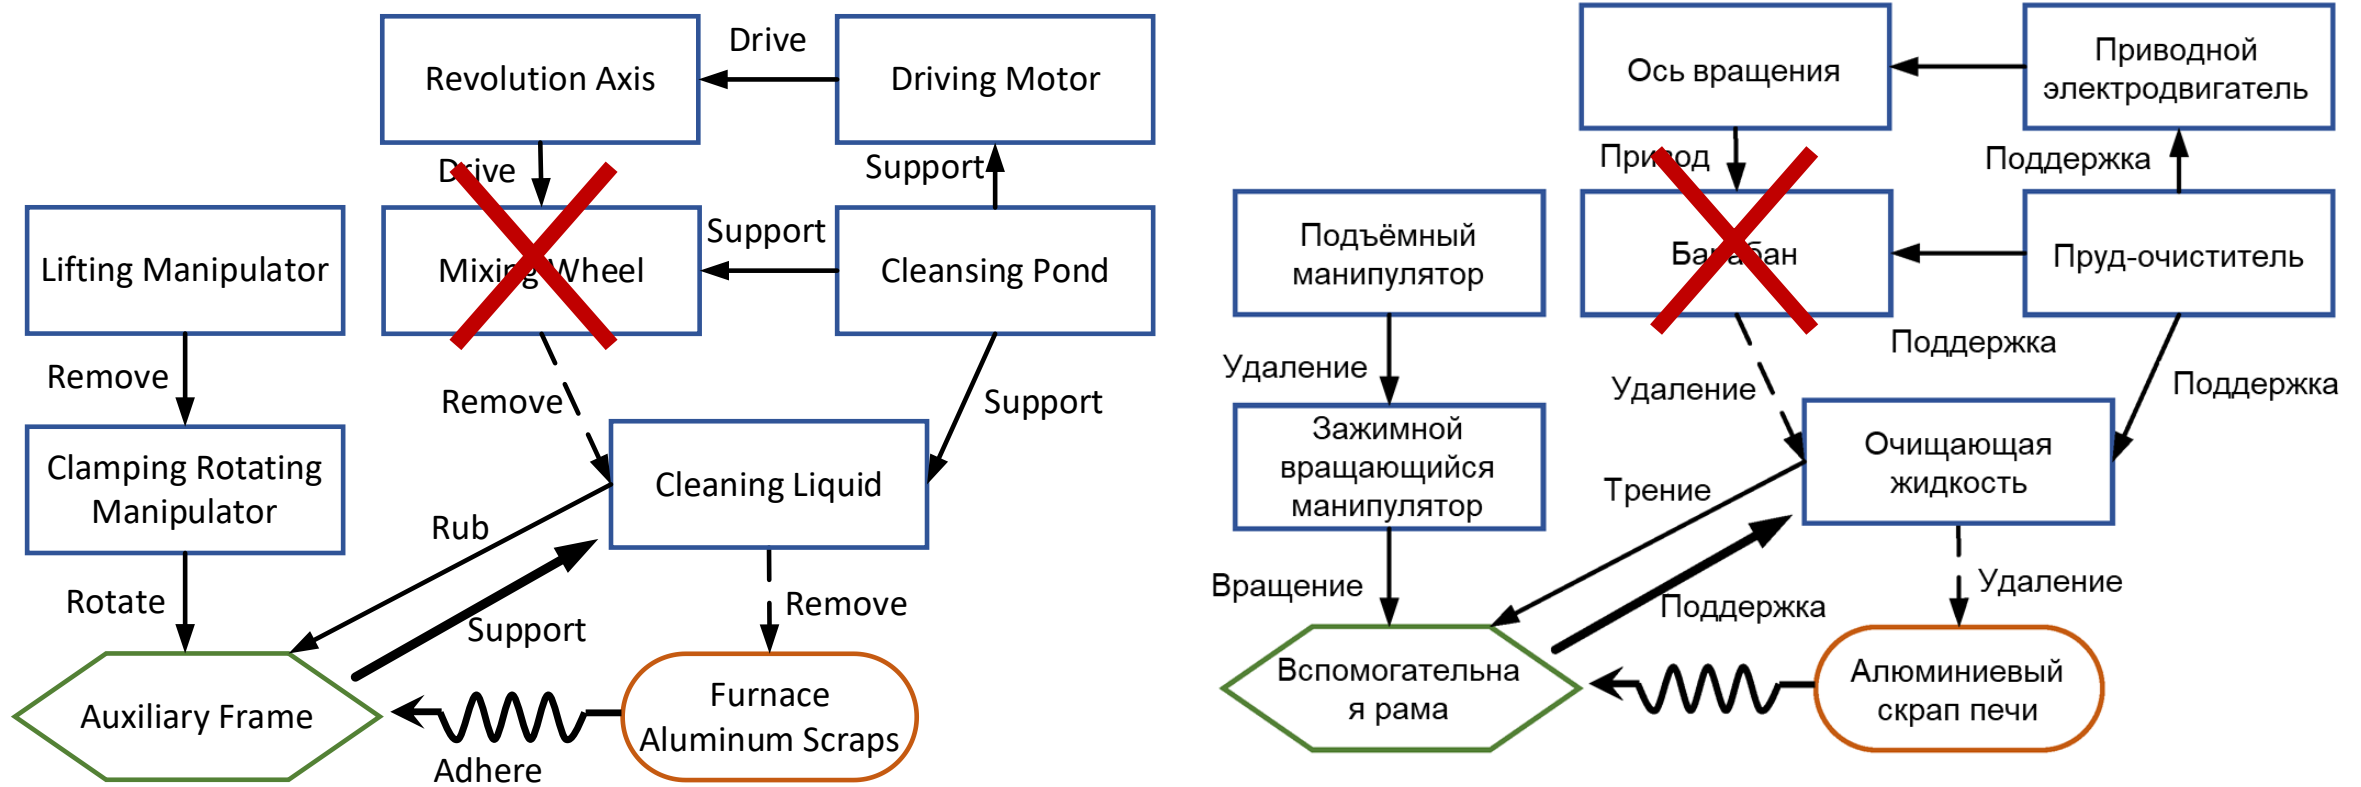 Revolution Axis
Drive
Driving Motor
Drive
Support
Lifting Manipulator
Mixing Wheel
Support
Cleansing Pond
Remove
Remove
Support
Clamping Rotating
Manipulator
Cleaning Liquid
Rub
Rotate
Support
Remove
Auxiliary Frame
Adhere
Furnace
Aluminum Scraps
Ось вращения
Приводной
электродвигатель
Привод
Поддержка
Подъёмный
манипулятор
Барабан
Пруд-очиститель
Поддержка
Удаление
Удаление
Поддержка
Зажимной
вращающийся
манипулятор
Очищающая
жидкость
Трение
Вращение
Поддержка
Удаление
Вспомогательна
я рама
Алюминиевый
скрап печи